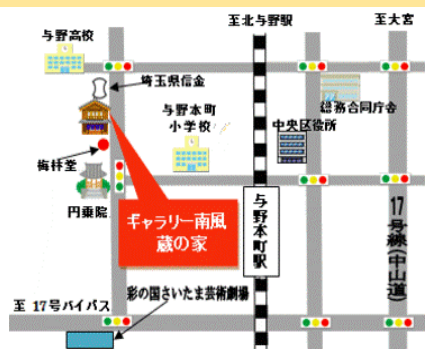 至北与野駅
至大宮
与野高校
埼玉県信金
総務合同庁舎
与野本町
小学校
中央区役所
梅林堂
円乗院
ギャラリー南風
蔵の家
与野本町駅
17号線(中山道)
彩の国さいたま芸術劇場
至 17号バイパス